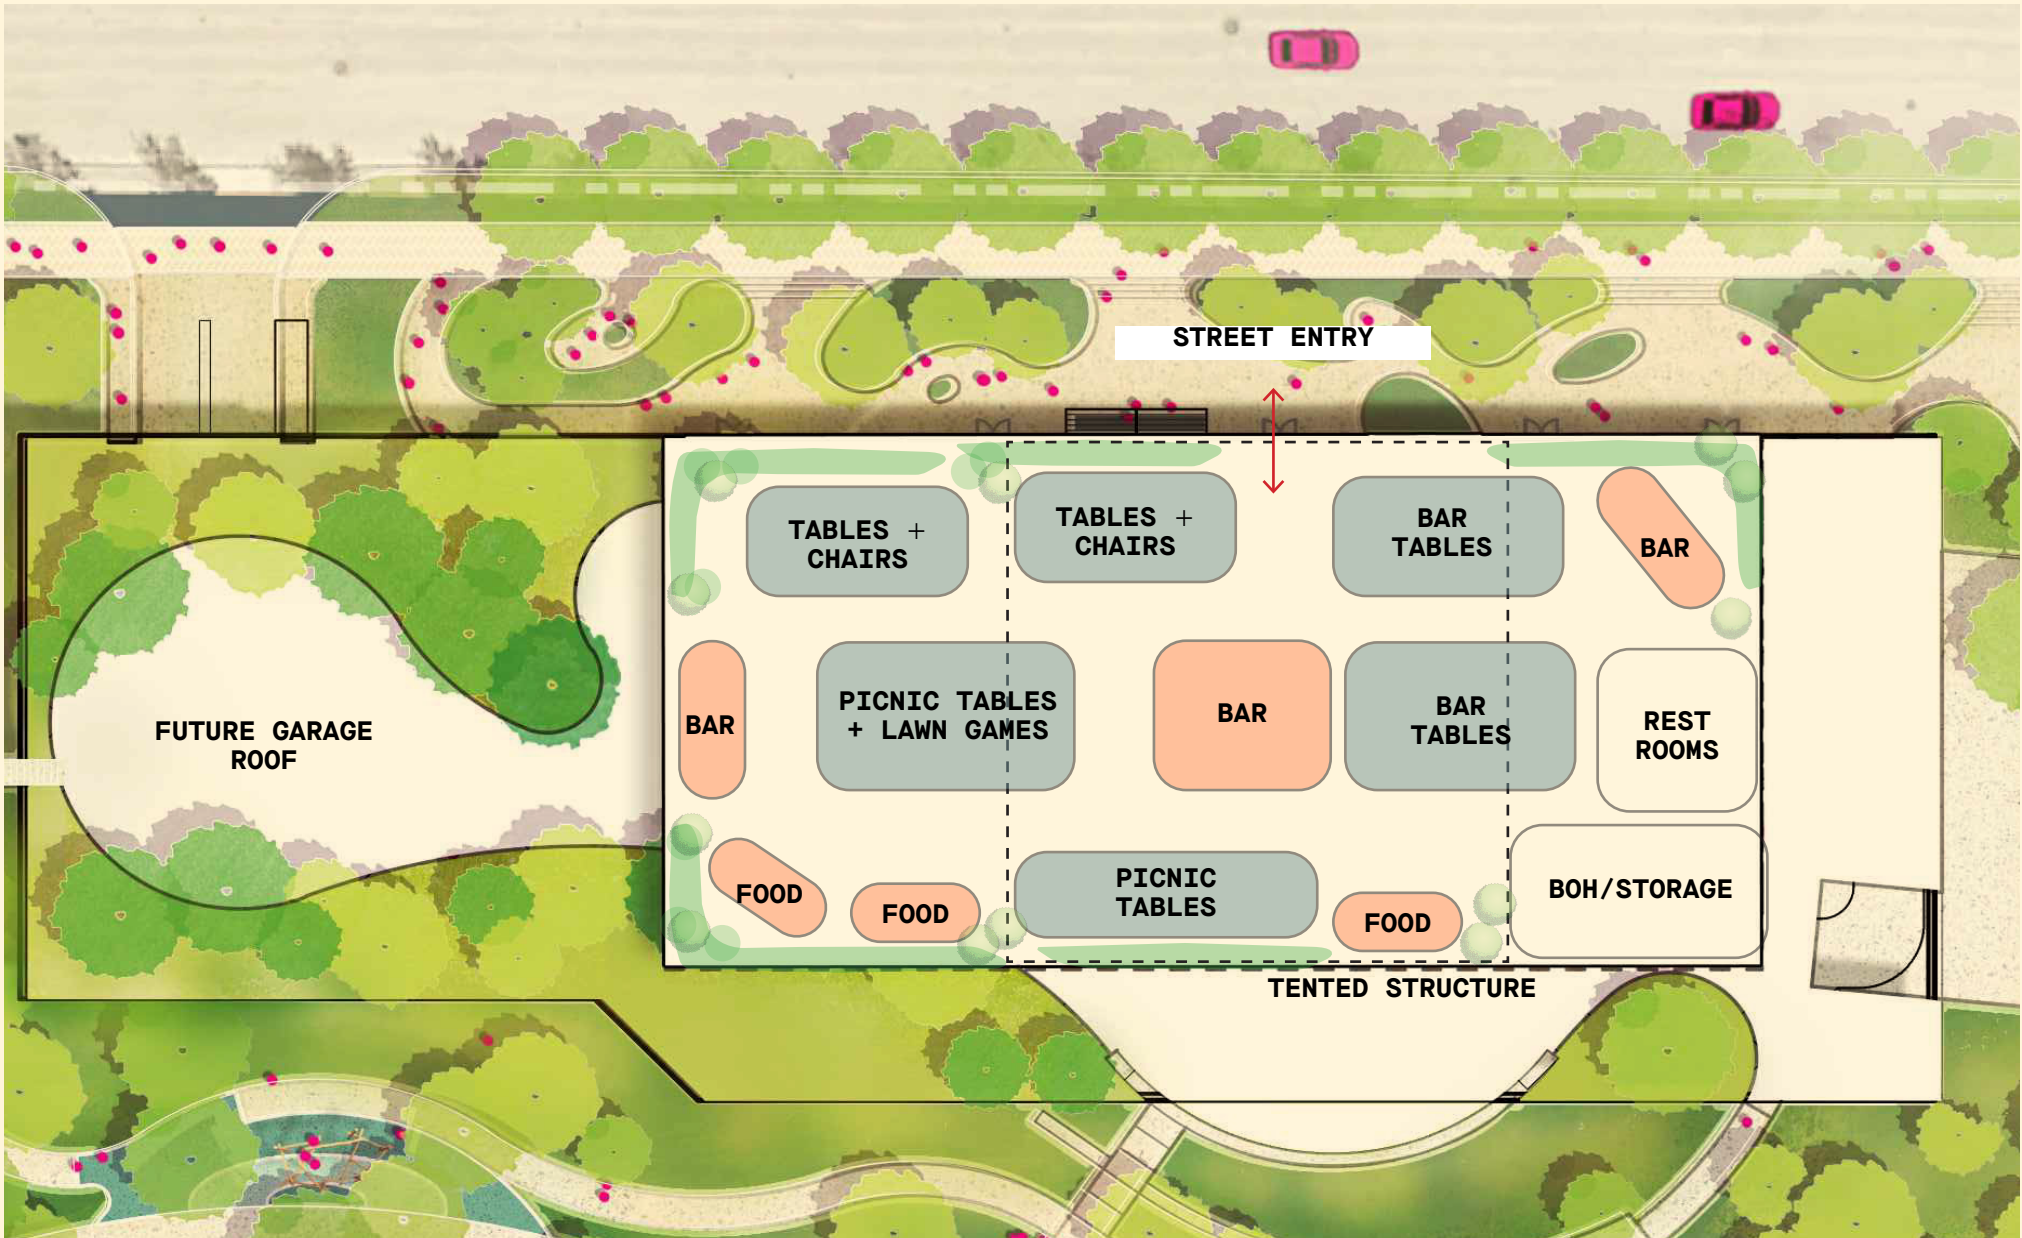 STREET ENTRY
TABLES +
CHAIRS
TABLES +
CHAIRS
BAR
TABLES
BAR
BAR
PICNIC TABLES
+ LAWN GAMES
BAR
BAR
TABLES
REST
ROOMS
FUTURE GARAGE
ROOF
FOOD
FOOD
PICNIC
TABLES
FOOD
BOH/STORAGE
TENTED STRUCTURE